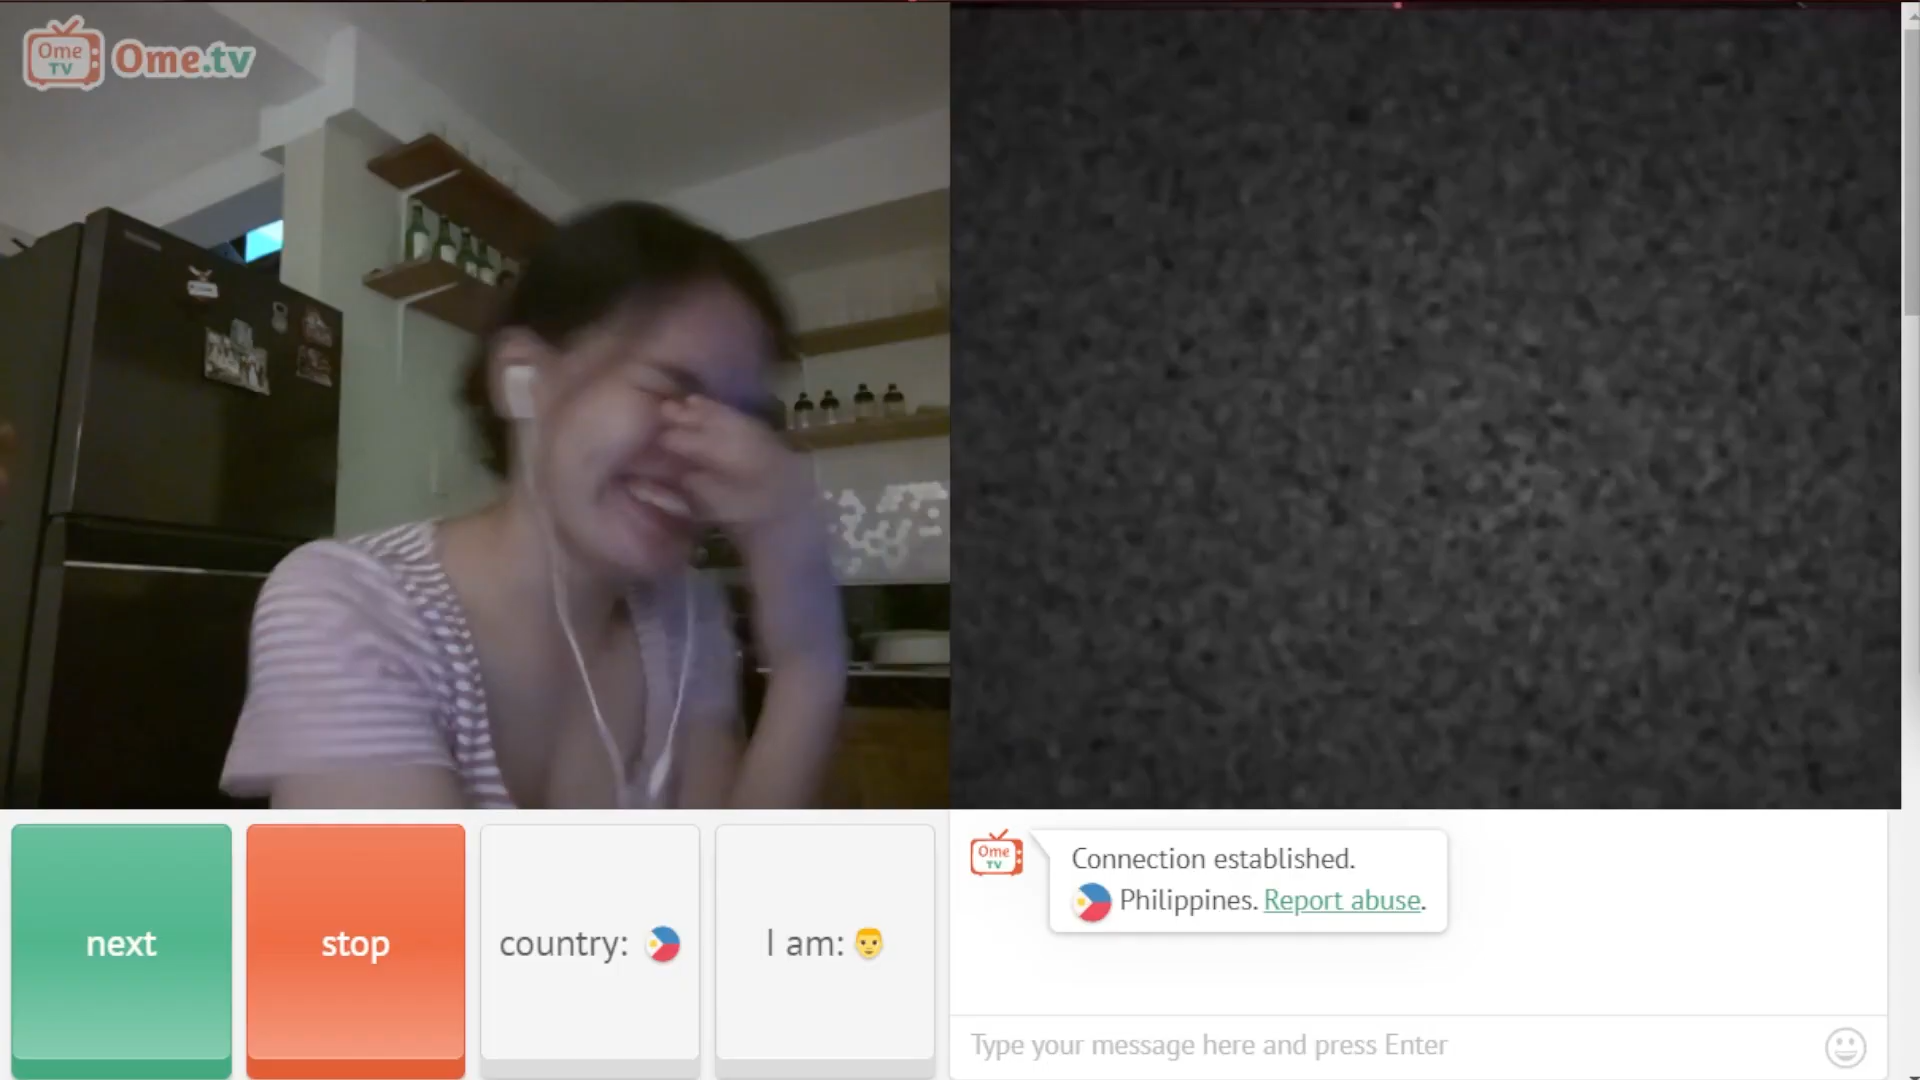 Ome
TV
Ome.tv
next
stop
country:
I am:
Ome
TV
Connection established.
Philippines. Report abuse.
Type your message here and press Enter